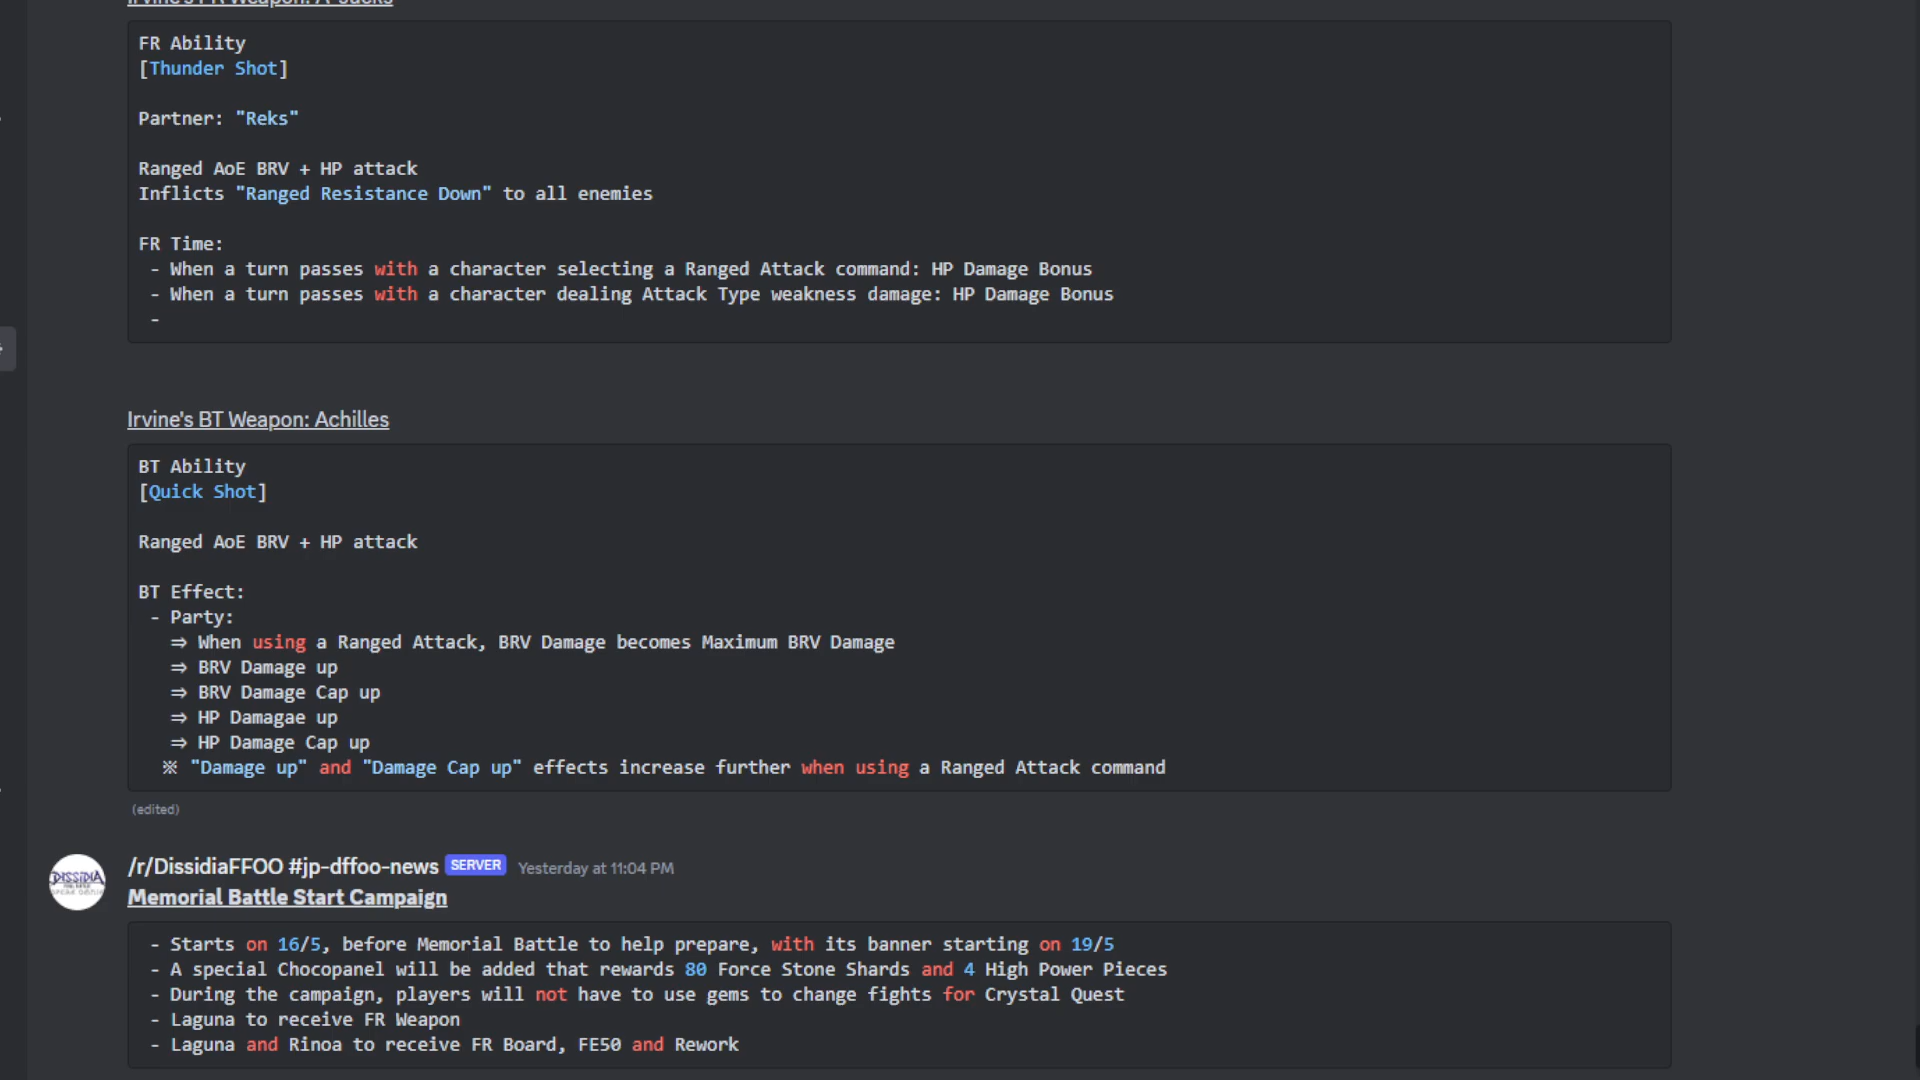 FR Ability
[Thunder Shot]
Partner: "Reks"
Ranged AoE BRV + HP attack
Inflicts "Ranged Resistance Down" to all enemies
FR Time:
- When a turn passes with a character selecting a Ranged Attack command: HP Damage Bonus
- When a turn passes with a character dealing Attack Type weakness damage: HP Damage Bonus
-
Irvine's BT Weapon: Achilles
BT Ability
[Quick Shot]
Ranged AoE BRV + HP attack
BT Effect:
- Party:
⇒ When using a Ranged Attack, BRV Damage becomes Maximum BRV Damage
⇒ BRV Damage up
⇒ BRV Damage Cap up
⇒ HP Damagae up
⇒ HP Damage Cap up
※ "Damage up" and "Damage Cap up" effects increase further when using a Ranged Attack command
(edited)
/r/DissidiaFFOO #jp-dffoo-news SERVER Yesterday at 11:04 PM
DISSIDIA
Memorial Battle Start Campaign
- Starts on 16/5, before Memorial Battle to help prepare, with its banner starting on 19/5
- A special Chocopanel will be added that rewards 80 Force Stone Shards and 4 High Power Pieces
- During the campaign, players will not have to use gems to change fights for Crystal Quest
- Laguna to receive FR Weapon
- Laguna and Rinoa to receive FR Board, FE50 and Rework